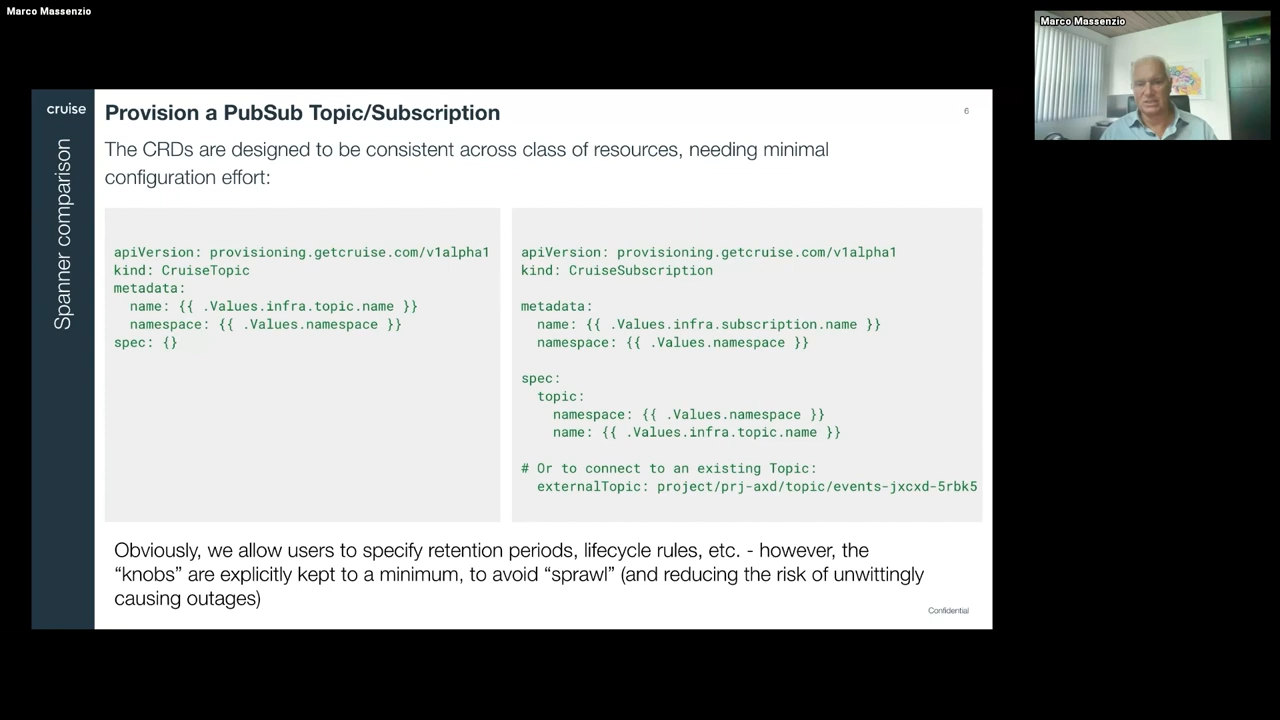 Marco Massenzio
Marco Massenzio
cruise
Spanner comparison
Provision a PubSub Topic/Subscription
6
The CRDs are designed to be consistent across class of resources, needing minimal
configuration effort:
apiVersion: provisioning.getcruise.com/v1alpha1
kind: CruiseTopic
metadata:
  name: {{ .Values.infra.topic.name }}
  namespace: {{ .Values.namespace }}
spec: {}
apiVersion: provisioning.getcruise.com/v1alpha1
kind: CruiseSubscription
metadata:
  name: {{ .Values.infra.subscription.name }}
  namespace: {{ .Values.namespace }}
spec:
  topic:
    namespace: {{ .Values.namespace }}
    name: {{ .Values.infra.topic.name }}
# Or to connect to an existing Topic:
  externalTopic: project/prj-axd/topic/events-jxcxd-5rbk5
Obviously, we allow users to specify retention periods, lifecycle rules, etc. - however, the
“knobs” are explicitly kept to a minimum, to avoid “sprawl” (and reducing the risk of unwittingly
causing outages)
Confidential